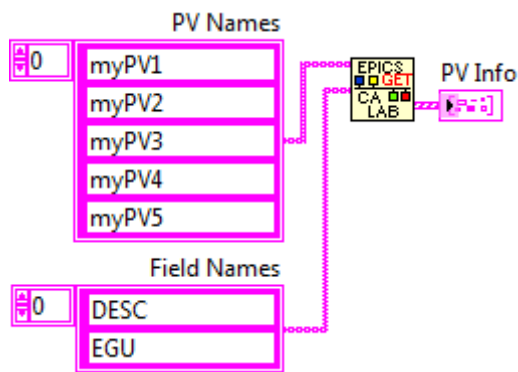 PV Names
0
myPV1
myPV2
myPV3
myPV4
myPV5
EPICS
GET
CA
LAB
PV Info
Field Names
0
DESC
EGU